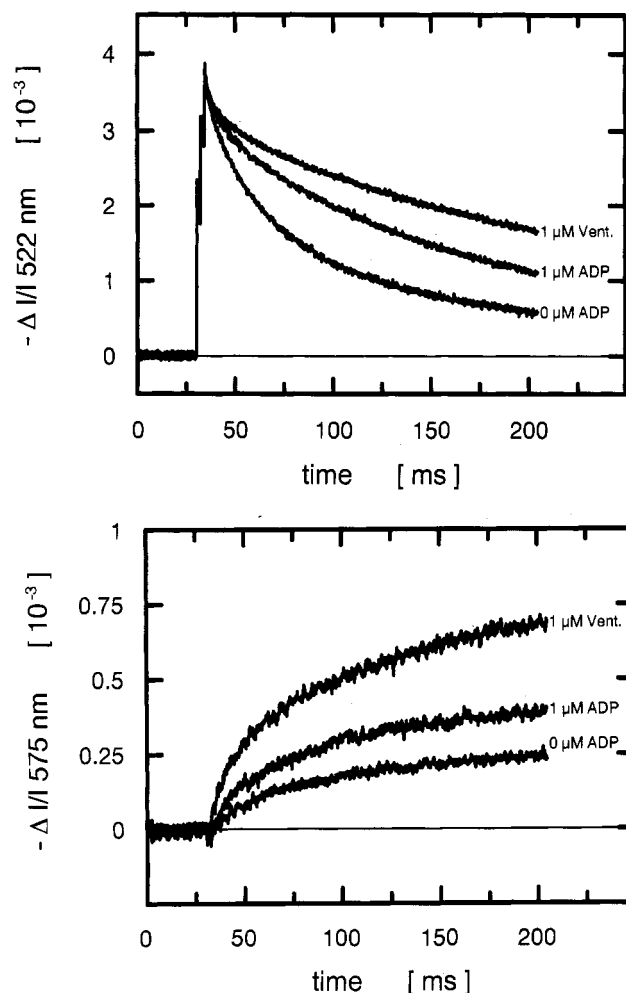 - Δ I/I 522 nm [ 10⁻³ ]
4
3
2
1
0
1 µM Vent.
1 µM ADP
0 µM ADP
0 50 100 150 200
time [ ms ]
- Δ I/I 575 nm [ 10⁻³ ]
1
0.75
0.5
0.25
0
1 µM Vent.
1 µM ADP
0 µM ADP
0 50 100 150 200
time [ ms ]